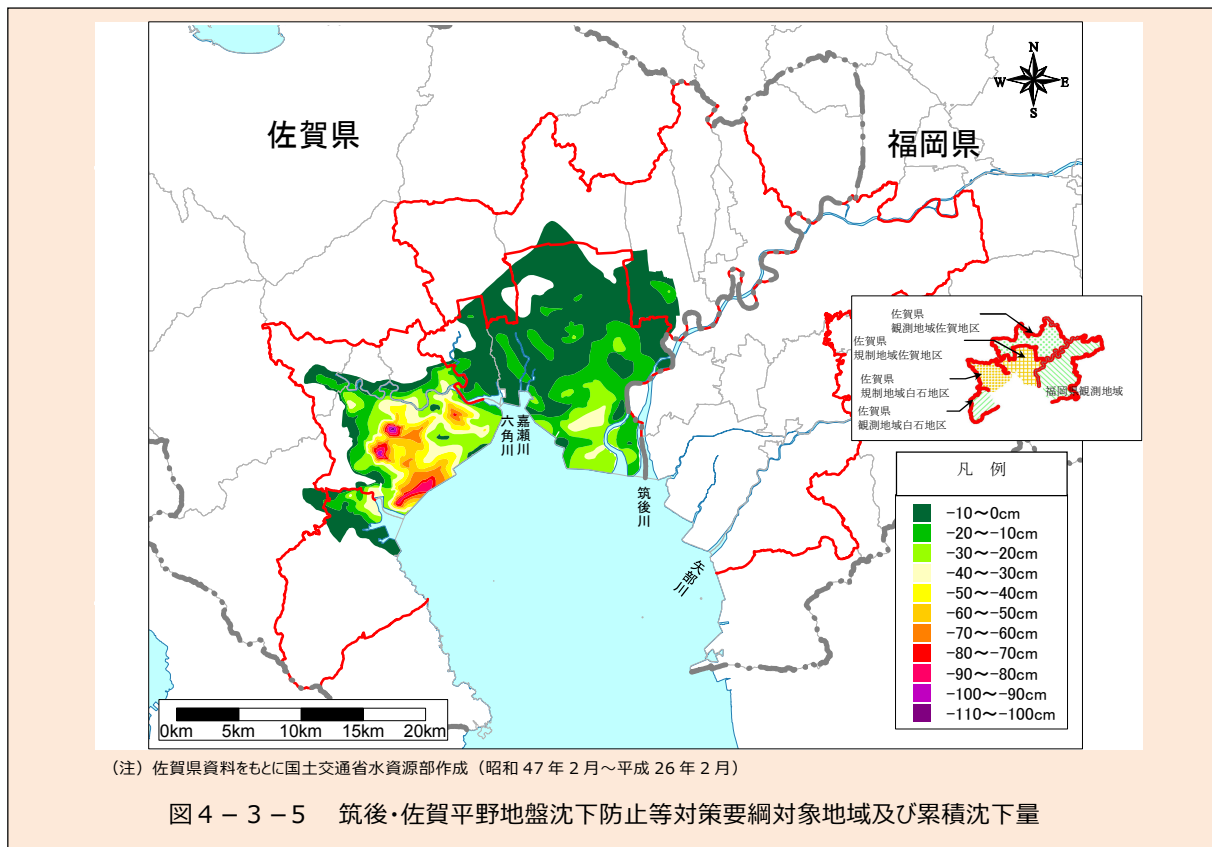 N
W E
S
佐賀県
福岡県
佐賀県
観測地域佐賀地区
佐賀県
規制地域佐賀地区
佐賀県
規制地域白石地区
福岡県観測地域
佐賀県
観測地域白石地区
六角川
嘉瀬川
筑後川
矢部川
凡 例
-10～0cm
-20～-10cm
-30～-20cm
-40～-30cm
-50～-40cm
-60～-50cm
-70～-60cm
-80～-70cm
-90～-80cm
-100～-90cm
-110～-100cm
0km 5km 10km 15km 20km
（注）佐賀県資料をもとに国土交通省水資源部作成（昭和 47 年 2 月～平成 26 年 2 月）
図４－３－５ 筑後・佐賀平野地盤沈下防止等対策要綱対象地域及び累積沈下量